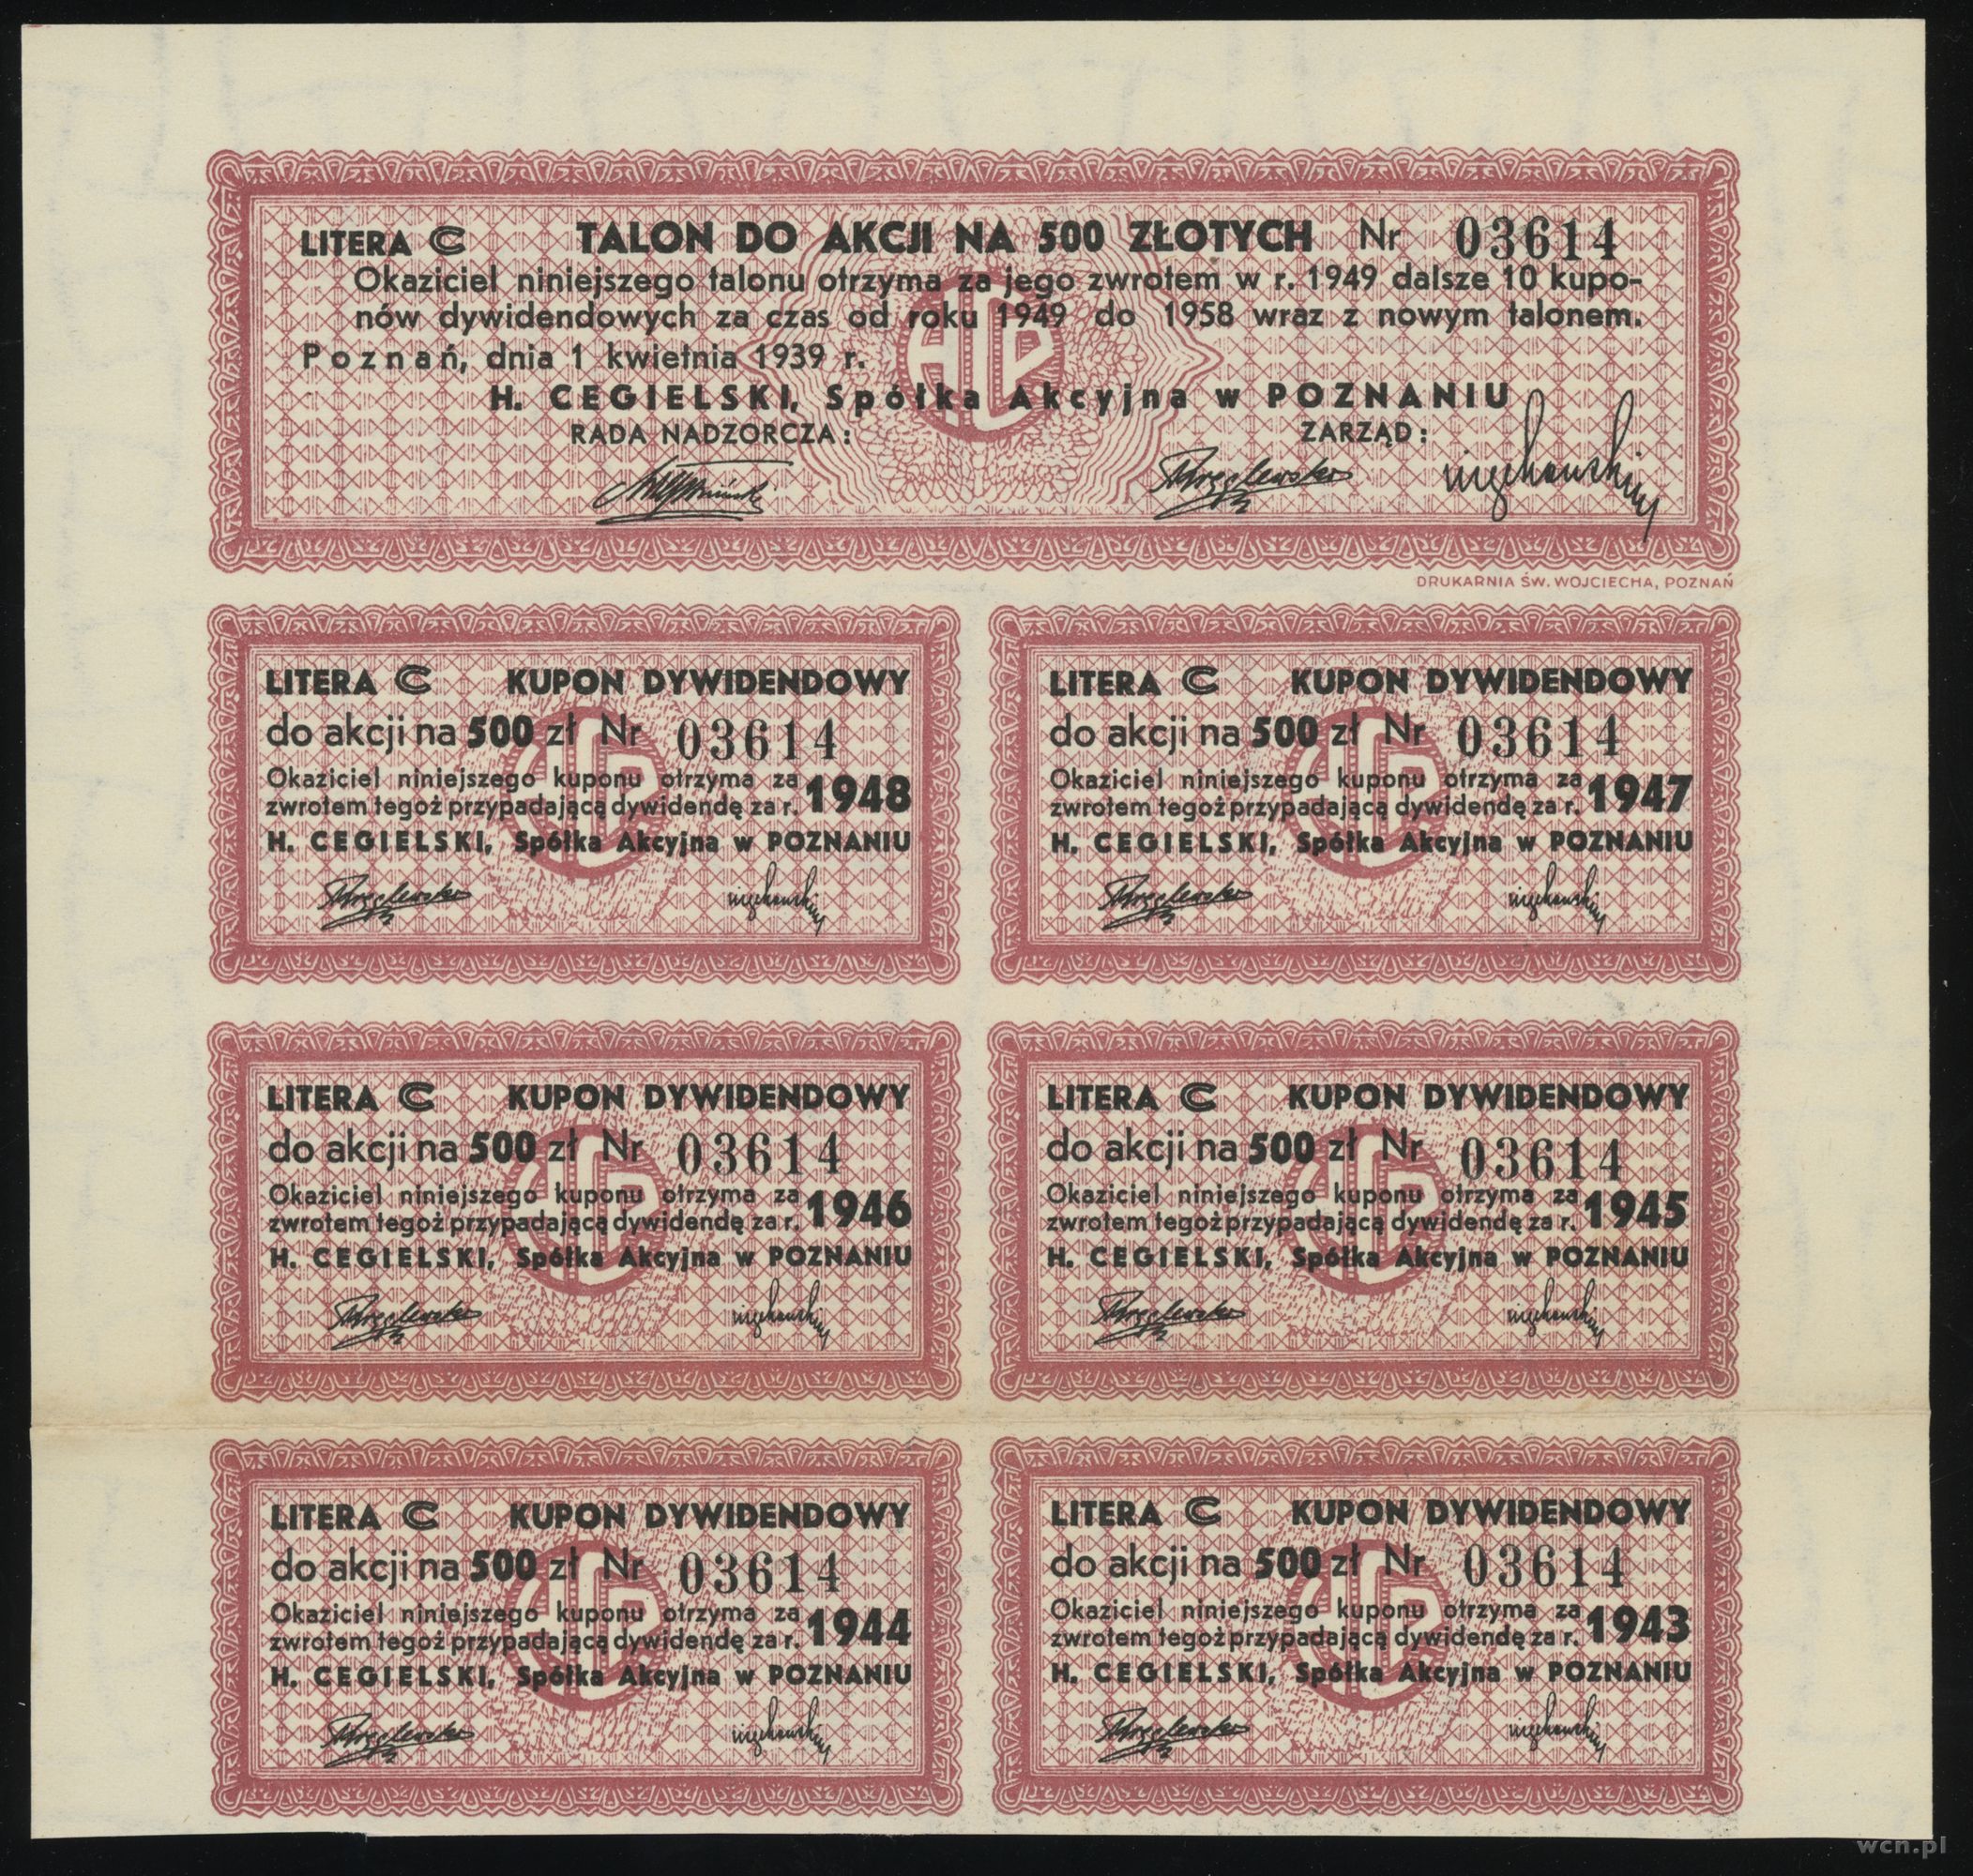 LITERA C TALON DO AKCJI NA 500 ZŁOTYCH Nr 03614
Okaziciel niniejszego talonu otrzyma za jego zwrotem w r. 1949 dalsze 10 kupo-
nów dywidendowych za czas od roku 1949 do 1958 wraz z nowym talonem.
Poznań, dnia 1 kwietnia 1939 r.
H. CEGIELSKI, Spółka Akcyjna w POZNANIU
RADA NADZORCZA: ZARZĄD:
HCP
DRUKARNIA ŚW. WOJCIECHA, POZNAŃ
LITERA C KUPON DYWIDENDOWY
do akcji na 500 zł Nr 03614
Okaziciel niniejszego kuponu otrzyma za
zwrotem tegoż przypadającą dywidendę za r. 1948
H. CEGIELSKI, Spółka Akcyjna w POZNANIU
HCP
LITERA C KUPON DYWIDENDOWY
do akcji na 500 zł Nr 03614
Okaziciel niniejszego kuponu otrzyma za
zwrotem tegoż przypadającą dywidendę za r. 1947
H. CEGIELSKI, Spółka Akcyjna w POZNANIU
HCP
LITERA C KUPON DYWIDENDOWY
do akcji na 500 zł Nr 03614
Okaziciel niniejszego kuponu otrzyma za
zwrotem tegoż przypadającą dywidendę za r. 1946
H. CEGIELSKI, Spółka Akcyjna w POZNANIU
HCP
LITERA C KUPON DYWIDENDOWY
do akcji na 500 zł Nr 03614
Okaziciel niniejszego kuponu otrzyma za
zwrotem tegoż przypadającą dywidendę za r. 1945
H. CEGIELSKI, Spółka Akcyjna w POZNANIU
HCP
LITERA C KUPON DYWIDENDOWY
do akcji na 500 zł Nr 03614
Okaziciel niniejszego kuponu otrzyma za
zwrotem tegoż przypadającą dywidendę za r. 1944
H. CEGIELSKI, Spółka Akcyjna w POZNANIU
HCP
LITERA C KUPON DYWIDENDOWY
do akcji na 500 zł Nr 03614
Okaziciel niniejszego kuponu otrzyma za
zwrotem tegoż przypadającą dywidendę za r. 1943
H. CEGIELSKI, Spółka Akcyjna w POZNANIU
HCP
wcn.pl